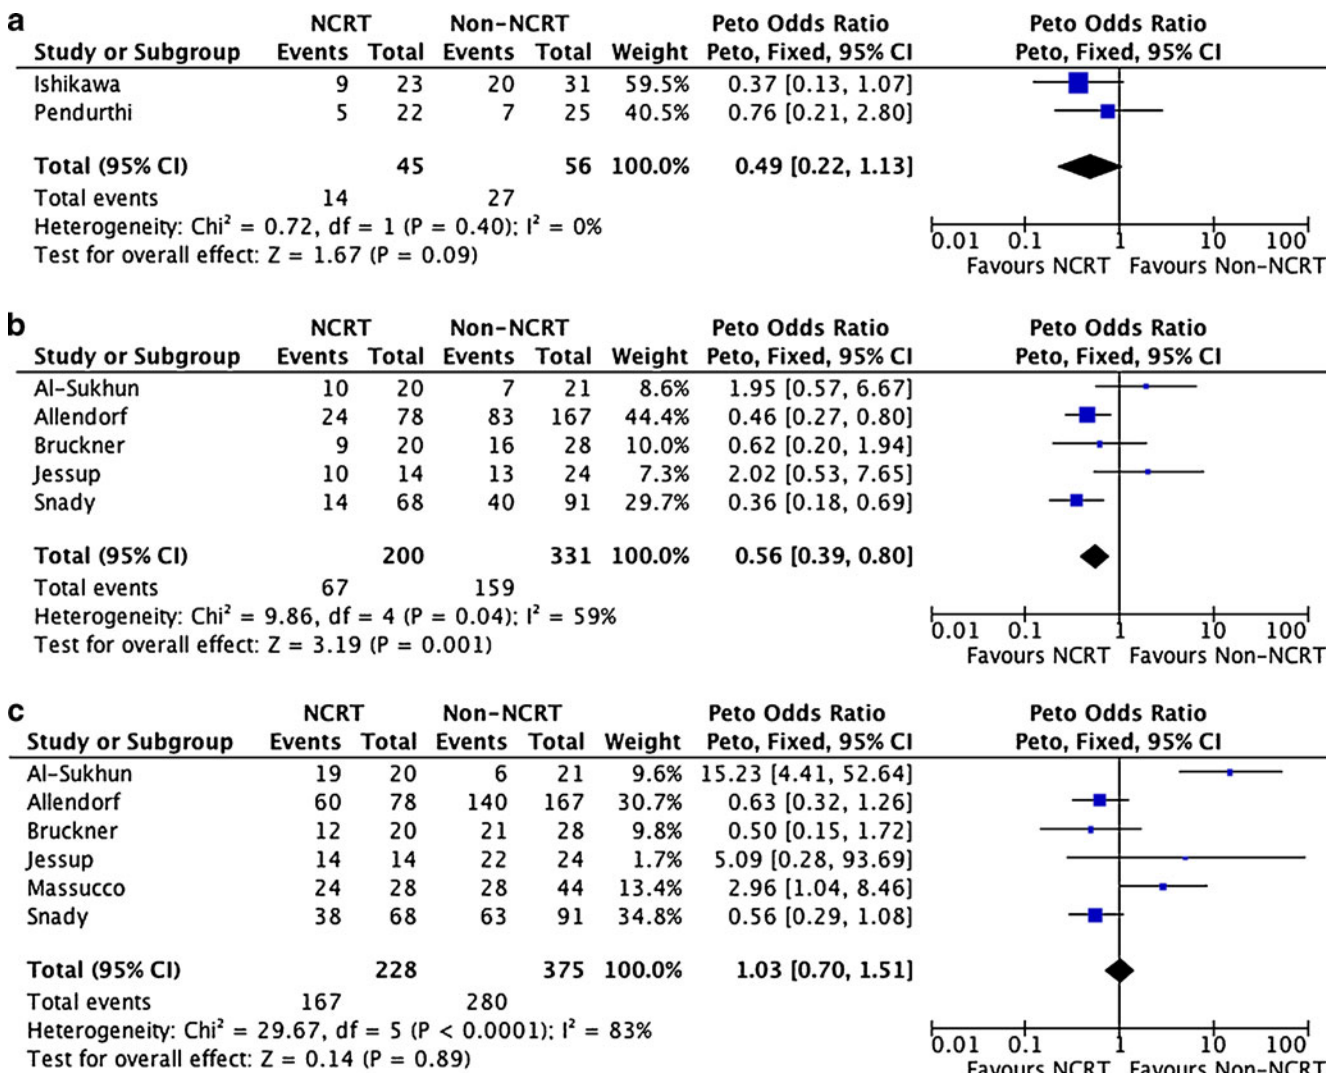 a NCRT Non-NCRT Peto Odds Ratio Peto Odds Ratio
Study or Subgroup Events Total Events Total Weight Peto, Fixed, 95% CI Peto, Fixed, 95% CI
Ishikawa 9 23 20 31 59.5% 0.37 [0.13, 1.07]
Pendurthi 5 22 7 25 40.5% 0.76 [0.21, 2.80]
Total (95% CI) 45 56 100.0% 0.49 [0.22, 1.13]
Total events 14 27
Heterogeneity: Chi² = 0.72, df = 1 (P = 0.40); I² = 0%
Test for overall effect: Z = 1.67 (P = 0.09)
0.01 0.1 1 10 100
Favours NCRT Favours Non-NCRT
b NCRT Non-NCRT Peto Odds Ratio Peto Odds Ratio
Study or Subgroup Events Total Events Total Weight Peto, Fixed, 95% CI Peto, Fixed, 95% CI
Al-Sukhun 10 20 7 21 8.6% 1.95 [0.57, 6.67]
Allendorf 24 78 83 167 44.4% 0.46 [0.27, 0.80]
Bruckner 9 20 16 28 10.0% 0.62 [0.20, 1.94]
Jessup 10 14 13 24 7.3% 2.02 [0.53, 7.65]
Snady 14 68 40 91 29.7% 0.36 [0.18, 0.69]
Total (95% CI) 200 331 100.0% 0.56 [0.39, 0.80]
Total events 67 159
Heterogeneity: Chi² = 9.86, df = 4 (P = 0.04); I² = 59%
Test for overall effect: Z = 3.19 (P = 0.001)
0.01 0.1 1 10 100
Favours NCRT Favours Non-NCRT
c NCRT Non-NCRT Peto Odds Ratio Peto Odds Ratio
Study or Subgroup Events Total Events Total Weight Peto, Fixed, 95% CI Peto, Fixed, 95% CI
Al-Sukhun 19 20 6 21 9.6% 15.23 [4.41, 52.64]
Allendorf 60 78 140 167 30.7% 0.63 [0.32, 1.26]
Bruckner 12 20 21 28 9.8% 0.50 [0.15, 1.72]
Jessup 14 14 22 24 1.7% 5.09 [0.28, 93.69]
Massucco 24 28 28 44 13.4% 2.96 [1.04, 8.46]
Snady 38 68 63 91 34.8% 0.56 [0.29, 1.08]
Total (95% CI) 228 375 100.0% 1.03 [0.70, 1.51]
Total events 167 280
Heterogeneity: Chi² = 29.67, df = 5 (P < 0.0001); I² = 83%
Test for overall effect: Z = 0.14 (P = 0.89)
0.01 0.1 1 10 100
Favours NCRT Favours Non-NCRT